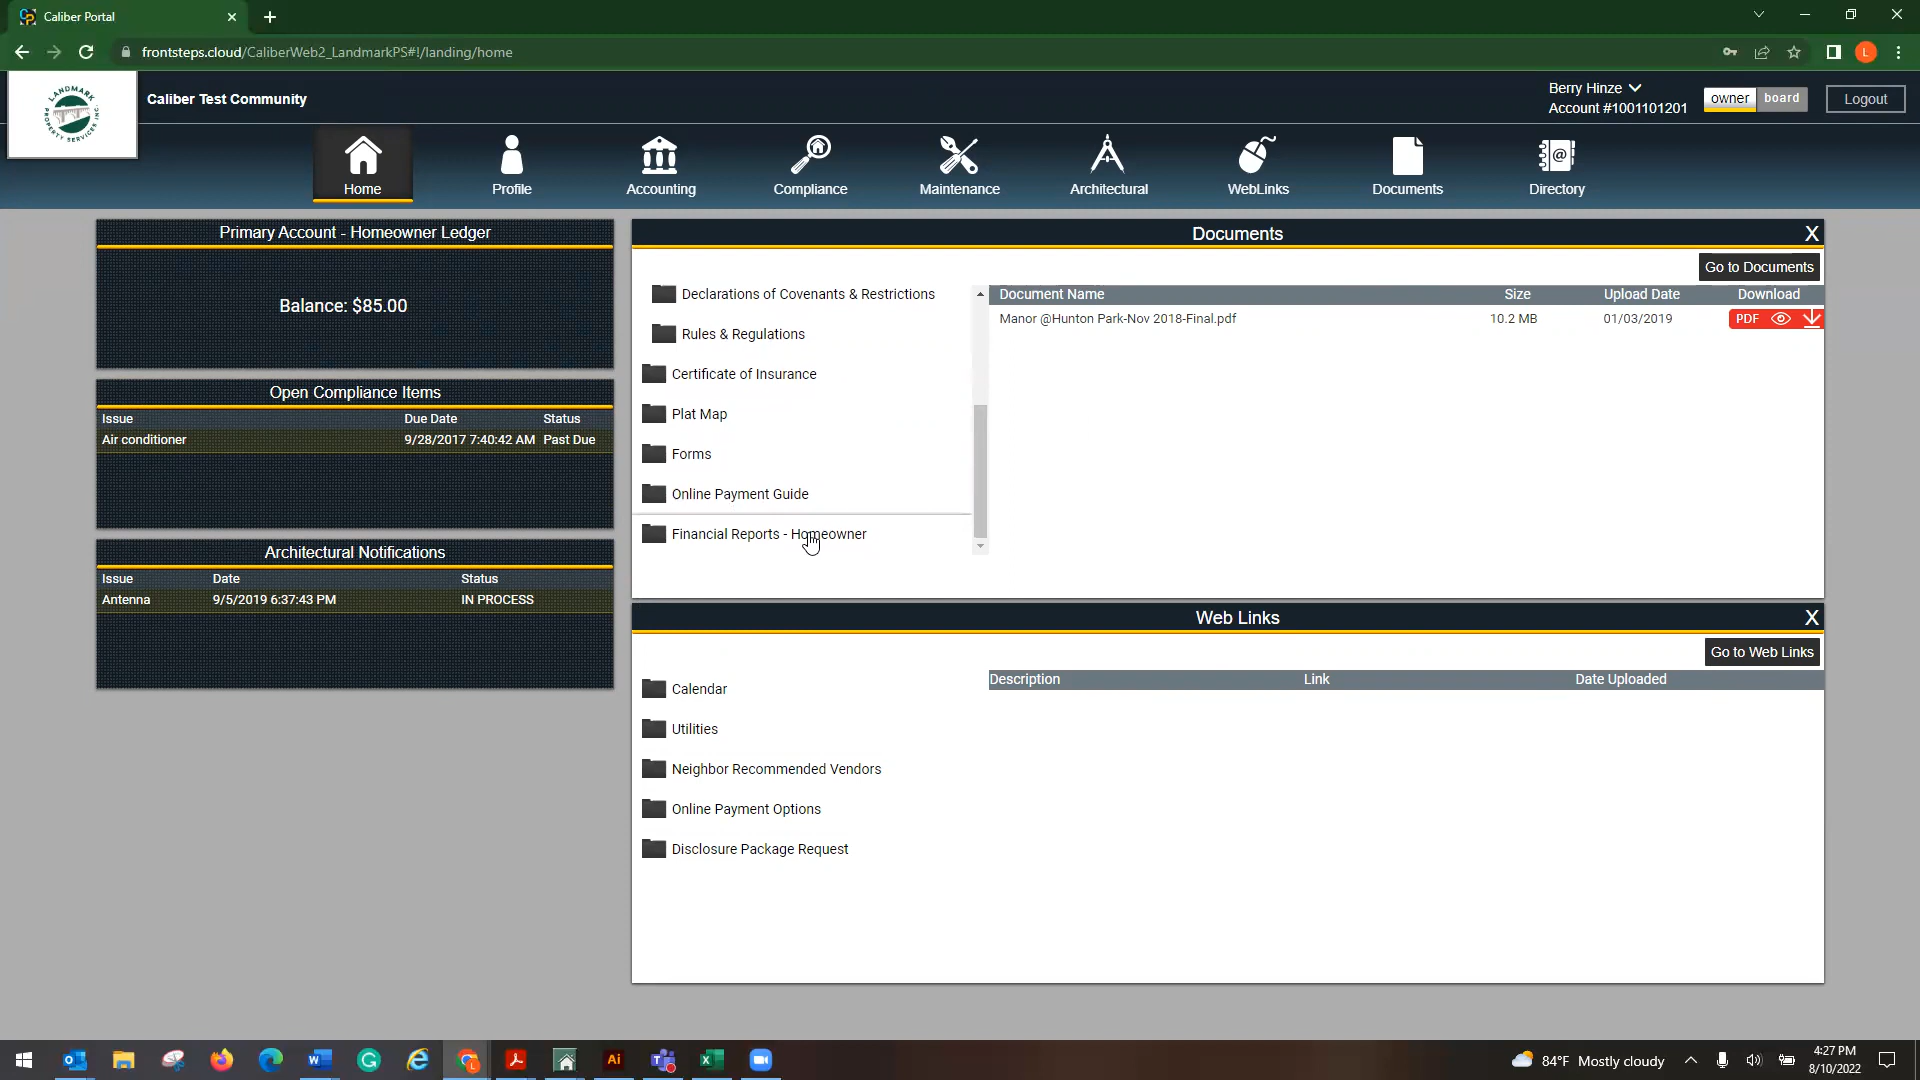 Caliber Portal
frontsteps.cloud/CaliberWeb2_LandmarkPS#!/landing/home
L
LANDMARK
PROPERTY SERVICES INC
Caliber Test Community
Berry Hinze
Account #1001101201
owner board
Logout
Home Profile Accounting Compliance Maintenance Architectural WebLinks Documents Directory
Primary Account - Homeowner Ledger
Balance: $85.00
Open Compliance Items
Issue Due Date Status
Air conditioner 9/28/2017 7:40:42 AM Past Due
Architectural Notifications
Issue Date Status
Antenna 9/5/2019 6:37:43 PM IN PROCESS
Documents X
Go to Documents
Declarations of Covenants & Restrictions
Rules & Regulations
Certificate of Insurance
Plat Map
Forms
Online Payment Guide
Financial Reports - Homeowner
Document Name Size Upload Date Download
Manor @Hunton Park-Nov 2018-Final.pdf 10.2 MB 01/03/2019 PDF
Web Links X
Go to Web Links
Calendar
Utilities
Neighbor Recommended Vendors
Online Payment Options
Disclosure Package Request
Description Link Date Uploaded
84°F Mostly cloudy
4:27 PM
8/10/2022